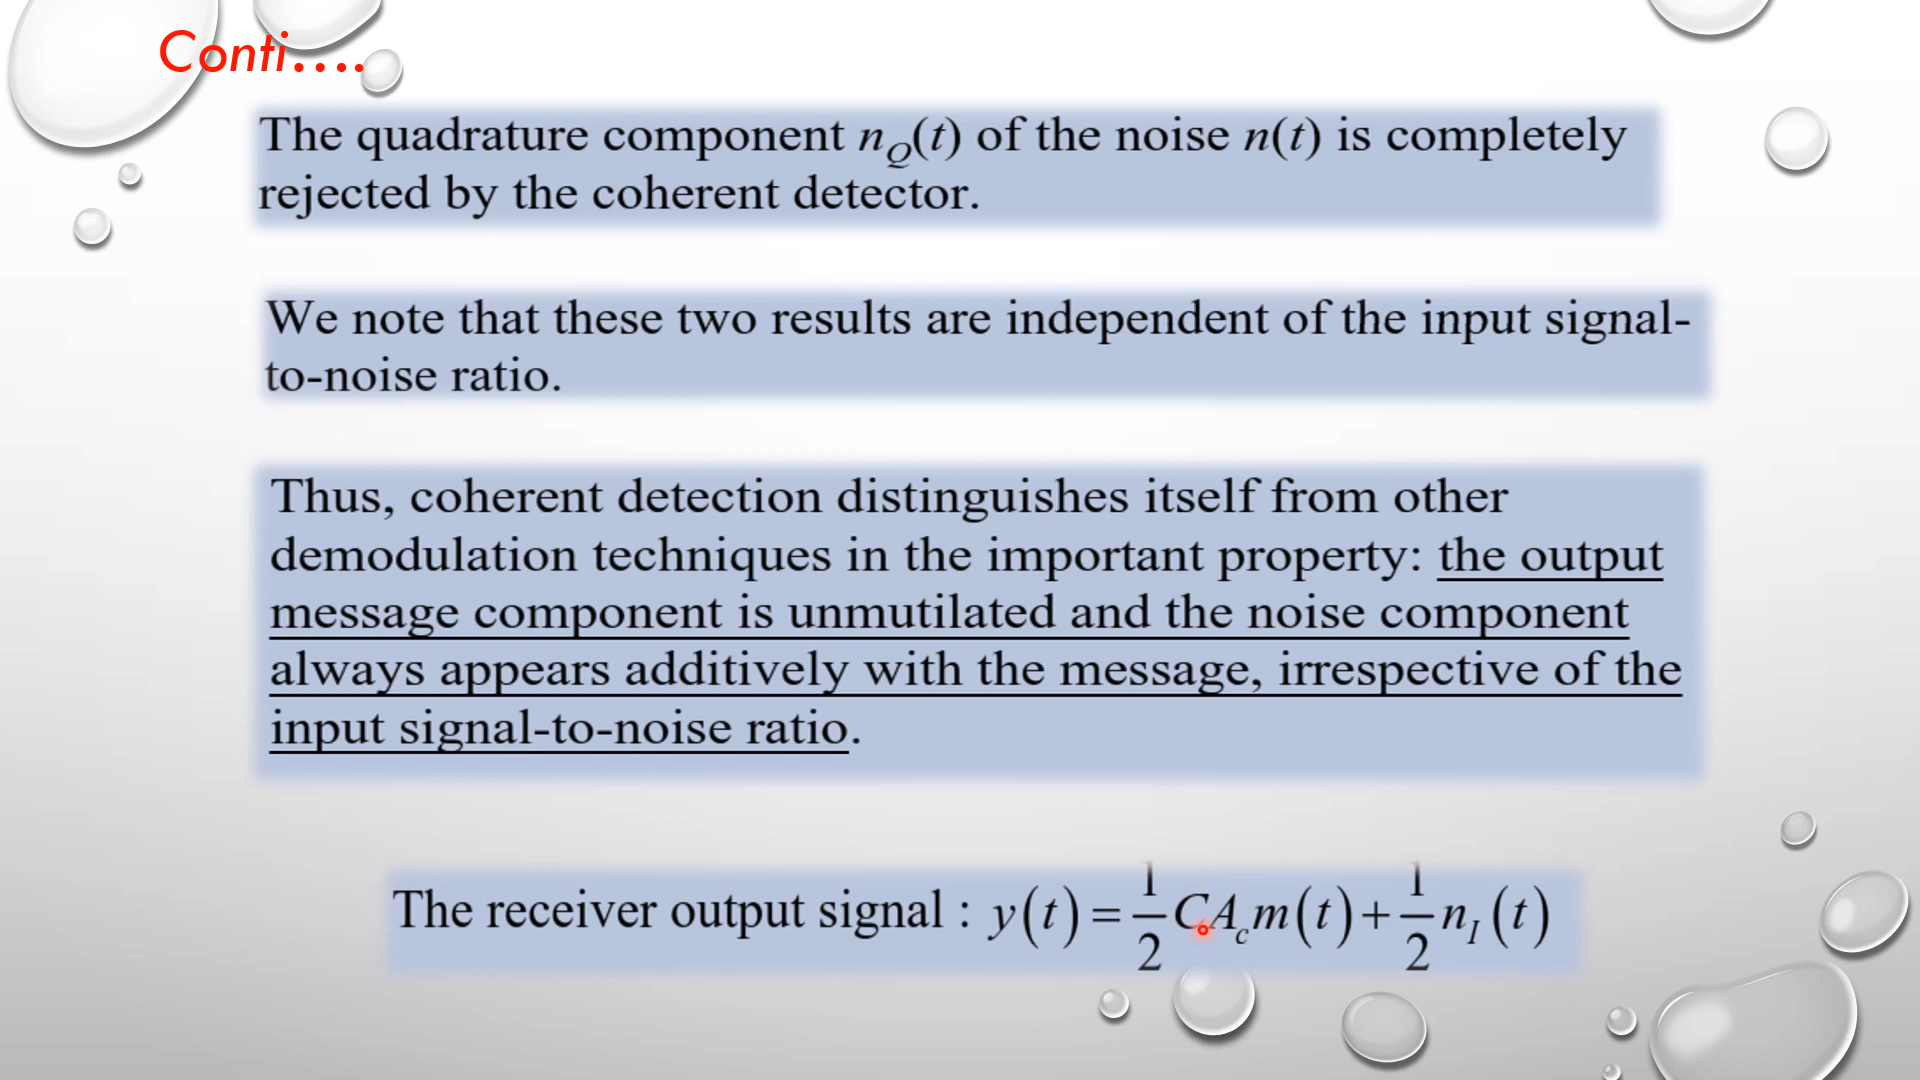 Conti....
The quadrature component n_Q(t) of the noise n(t) is completely
rejected by the coherent detector.
We note that these two results are independent of the input signal-
to-noise ratio.
Thus, coherent detection distinguishes itself from other
demodulation techniques in the important property: the output
message component is unmutilated and the noise component
always appears additively with the message, irrespective of the
input signal-to-noise ratio.
The receiver output signal : y(t) = 1/2 CA_c m(t) + 1/2 n_I (t)